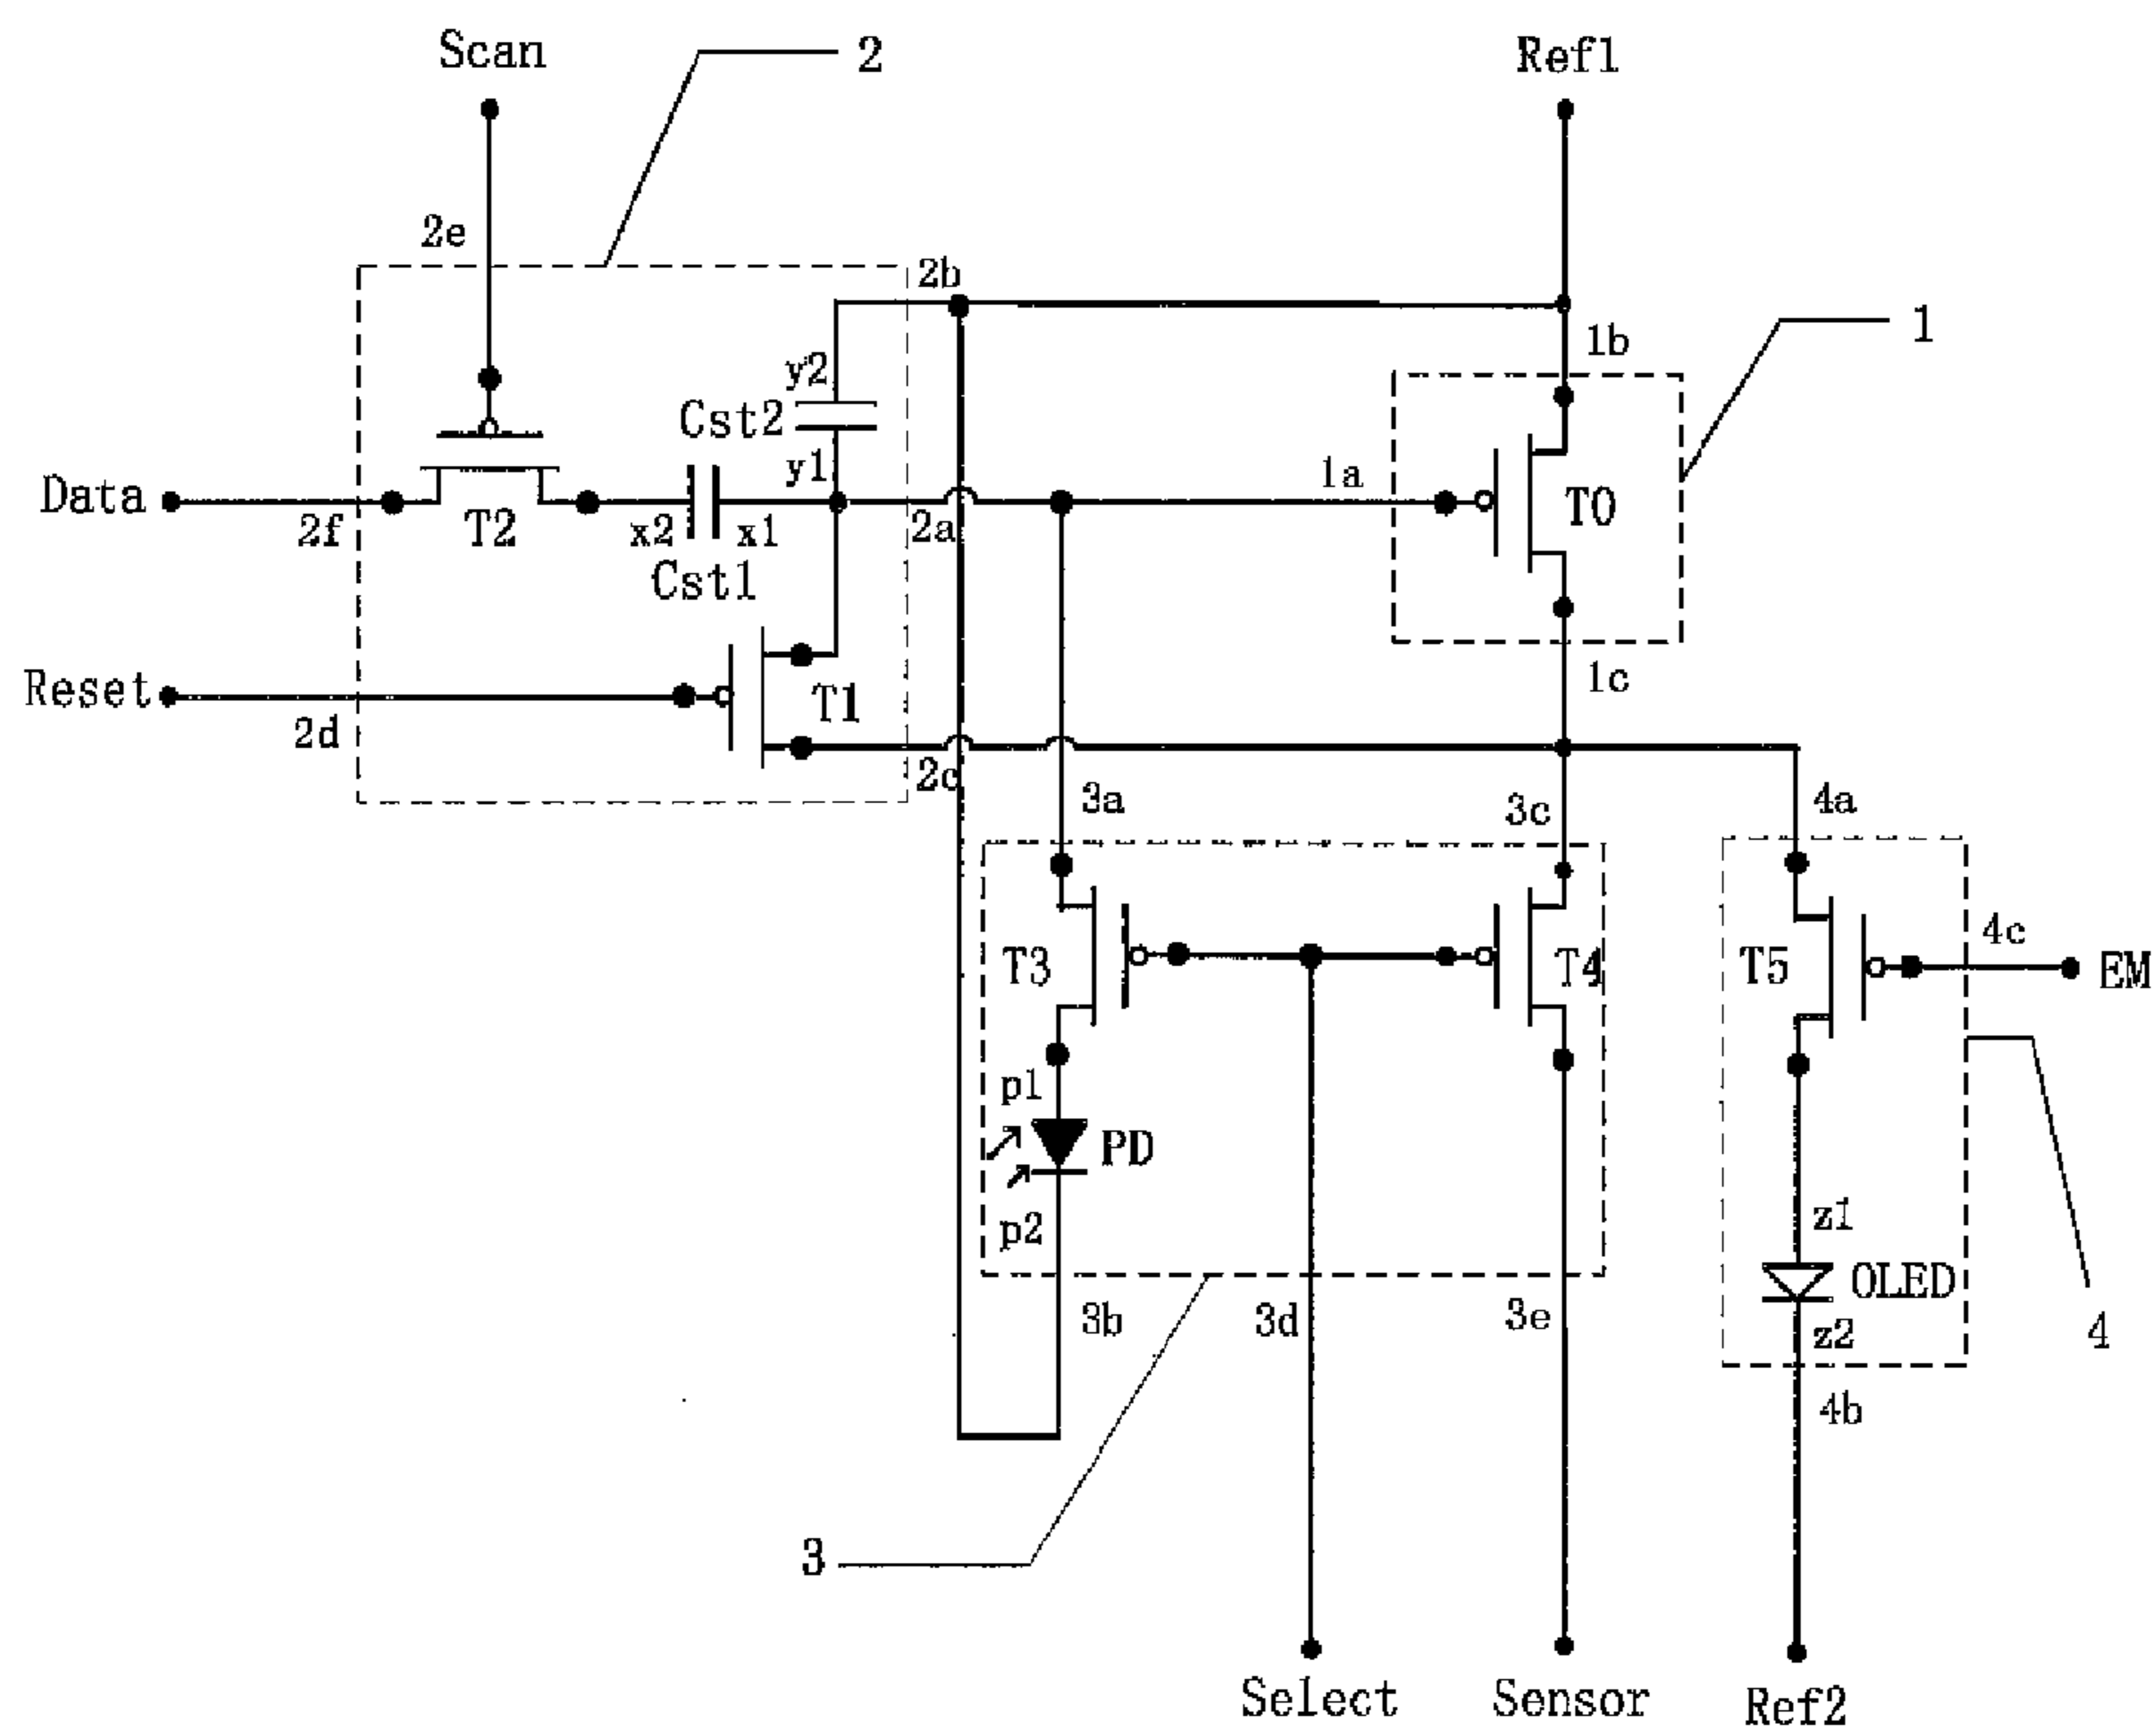 Scan
2
Ref1
2e
2b
1b
1
y2
Cst2
y1
1a
Data
2f
T2
x2
x1
2a
T0
Cst1
Reset
2d
T1
1c
2c
3a
3c
4a
T3
T4
T5
4c
EM
p1
PD
p2
z1
OLED
z2
4
3b
3d
3e
4b
3
Select
Sensor
Ref2